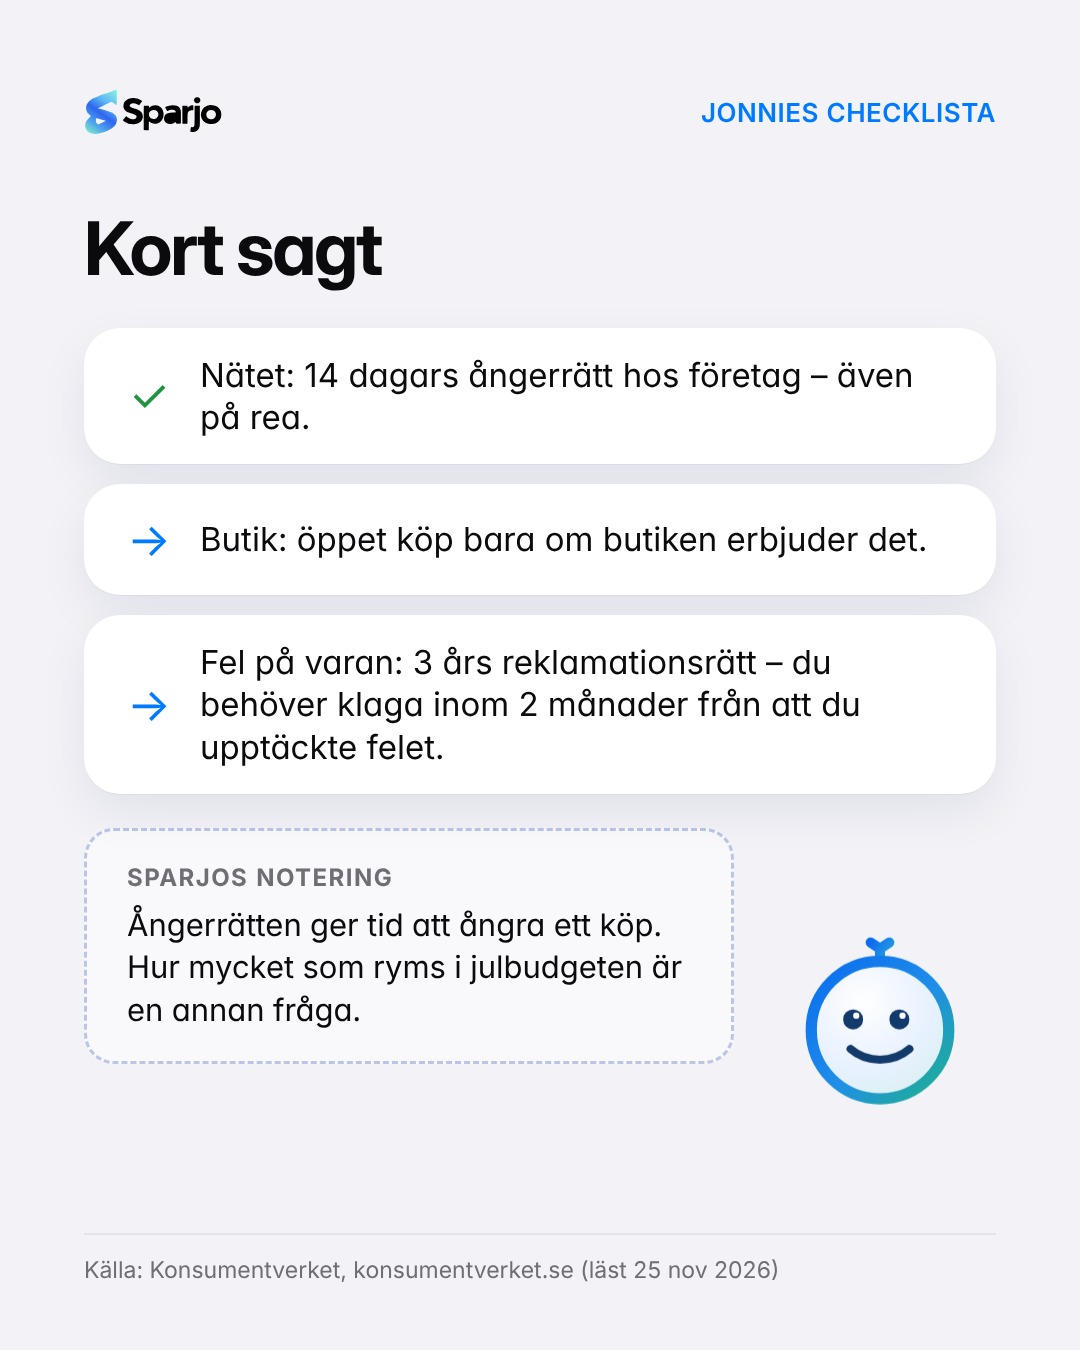 Sparjo
JONNIES CHECKLISTA
Kort sagt
Nätet: 14 dagars ångerrätt hos företag – även
på rea.
Butik: öppet köp bara om butiken erbjuder det.
Fel på varan: 3 års reklamationsrätt – du
behöver klaga inom 2 månader från att du
upptäckte felet.
SPARJOS NOTERING
Ångerrätten ger tid att ångra ett köp.
Hur mycket som ryms i julbudgeten är
en annan fråga.
Källa: Konsumentverket, konsumentverket.se (läst 25 nov 2026)